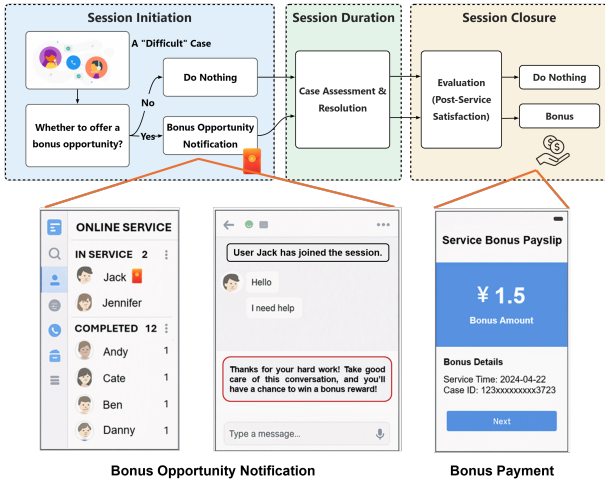 Session Initiation
Session Duration
Session Closure
A "Difficult" Case
Whether to offer a
bonus opportunity?
No
Yes
Do Nothing
Bonus Opportunity
Notification
Case Assessment &
Resolution
Evaluation
(Post-Service
Satisfaction)
Do Nothing
Bonus
ONLINE SERVICE
IN SERVICE 2
Jack
Jennifer
COMPLETED 12
Andy 1
Cate 1
Ben 1
Danny 1
User Jack has joined the session.
Hello
I need help
Thanks for your hard work! Take good
care of this conversation, and you'll
have a chance to win a bonus reward!
Type a message...
Service Bonus Payslip
¥ 1.5
Bonus Amount
Bonus Details
Service Time: 2024-04-22
Case ID: 123xxxxxxxxx3723
Next
Bonus Opportunity Notification
Bonus Payment